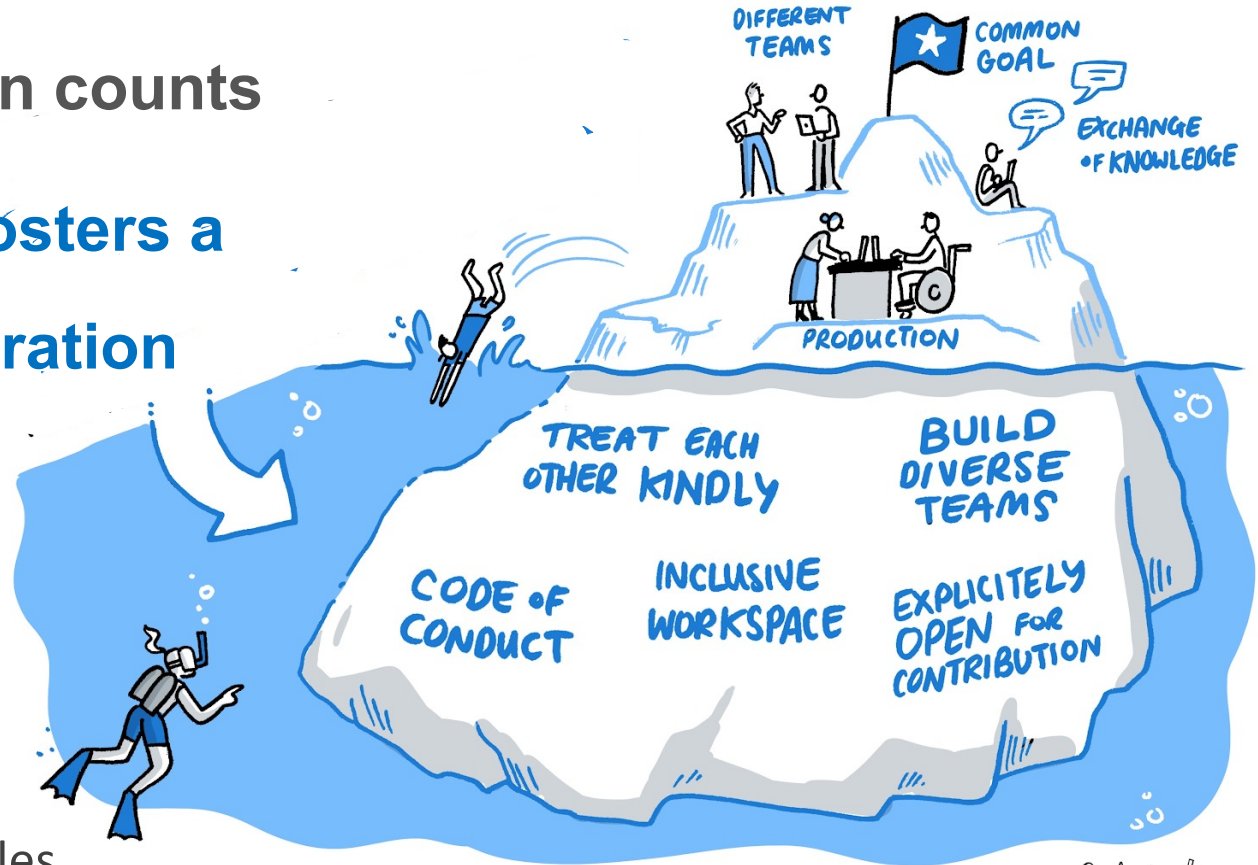 n counts
osters a
ration
DIFFERENT
TEAMS
COMMON
GOAL
EXCHANGE
OF KNOWLEDGE
PRODUCTION
TREAT EACH
OTHER KINDLY
BUILD
DIVERSE
TEAMS
CODE OF
CONDUCT
INCLUSIVE
WORKSPACE
EXPLICITELY
OPEN FOR
CONTRIBUTION
les